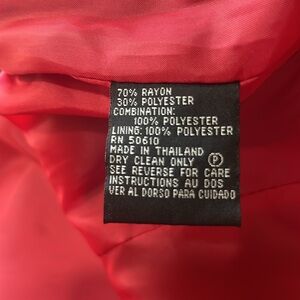 70% RAYON
30% POLYESTER
COMBINATION:
100% POLYESTER
LINING: 100% POLYESTER
RN 50610
MADE IN THAILAND
DRY CLEAN ONLY Ⓟ
SEE REVERSE FOR CARE
INSTRUCTIONS AU DOS
VER AL DORSO PARA CUIDADO